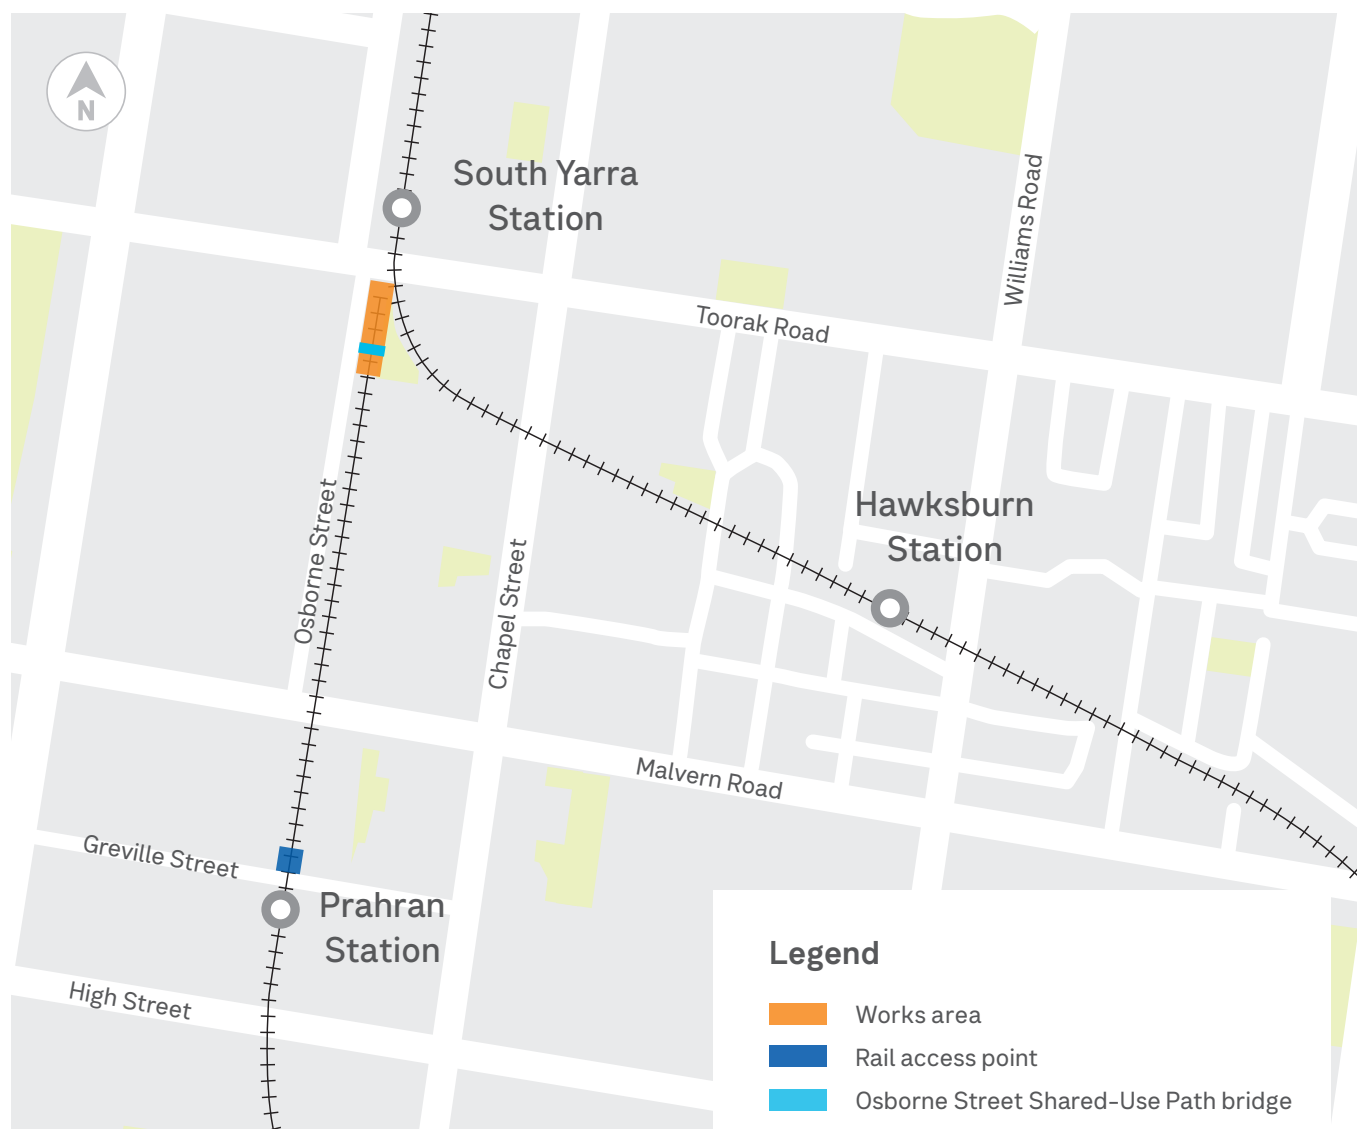 N
South Yarra
Station
Williams Road
Toorak Road
Hawksburn
Station
Osborne Street
Chapel Street
Malvern Road
Greville Street
Prahran
Station
High Street
Legend
Works area
Rail access point
Osborne Street Shared-Use Path bridge